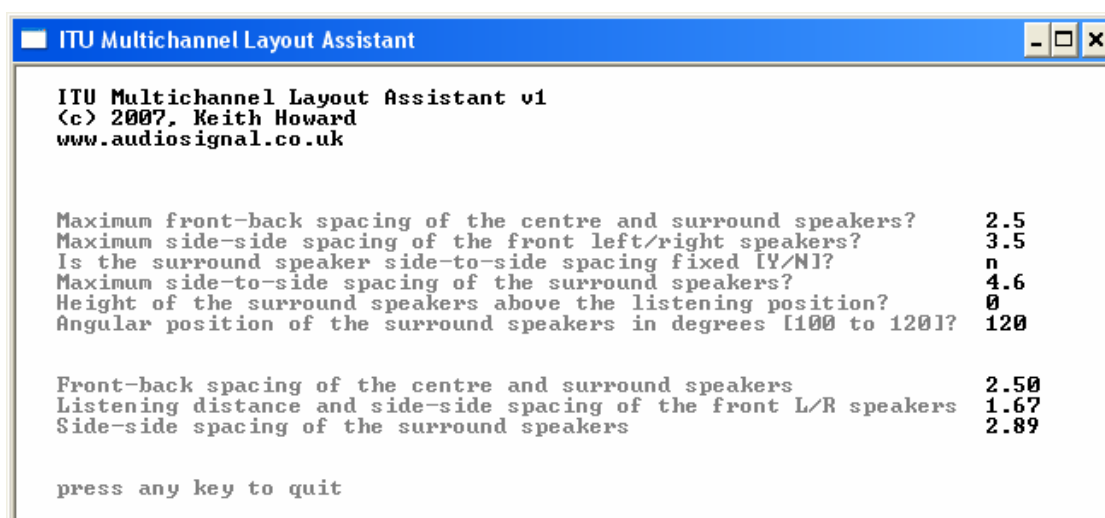 ITU Multichannel Layout Assistant
ITU Multichannel Layout Assistant v1
(c) 2007, Keith Howard
www.audiosignal.co.uk
Maximum front-back spacing of the centre and surround speakers? 2.5
Maximum side-side spacing of the front left/right speakers? 3.5
Is the surround speaker side-to-side spacing fixed [Y/N]? n
Maximum side-to-side spacing of the surround speakers? 4.6
Height of the surround speakers above the listening position? 0
Angular position of the surround speakers in degrees [100 to 120]? 120
Front-back spacing of the centre and surround speakers 2.50
Listening distance and side-side spacing of the front L/R speakers 1.67
Side-side spacing of the surround speakers 2.89
press any key to quit